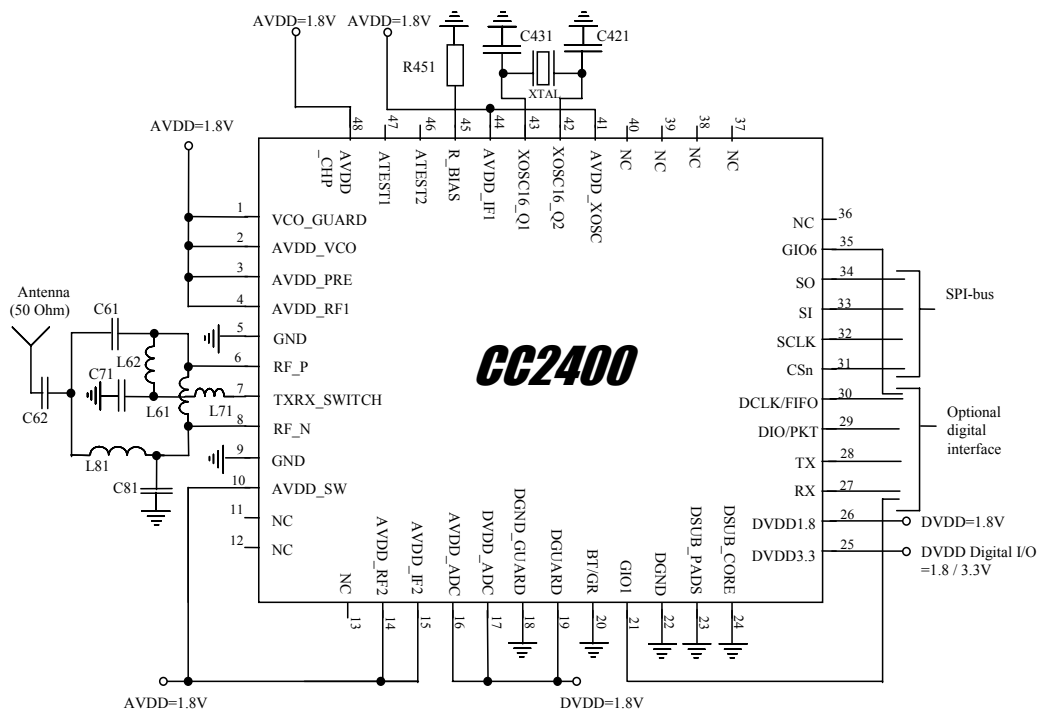 AVDD=1.8V
AVDD=1.8V
C431
C421
R451
XTAL
AVDD=1.8V
48
47
46
45
44
43
42
41
40
39
38
37
AVDD
_CHP
ATEST1
ATEST2
R_BIAS
AVDD_IF1
XOSC16_Q1
XOSC16_Q2
AVDD_XOSC
NC
NC
NC
NC
1
VCO_GUARD
2
AVDD_VCO
3
AVDD_PRE
4
AVDD_RF1
5
GND
6
RF_P
7
TXRX_SWITCH
8
RF_N
9
GND
10
AVDD_SW
11
NC
12
NC
Antenna
(50 Ohm)
C61
L62
C71
L61
L71
C62
L81
C81
CC2400
NC
36
GIO6
35
SO
34
SI
33
SCLK
32
CSn
31
DCLK/FIFO
30
DIO/PKT
29
TX
28
RX
27
DVDD1.8
26
DVDD3.3
25
SPI-bus
Optional
digital
interface
DVDD=1.8V
DVDD Digital I/O
=1.8 / 3.3V
NC
AVDD_RF2
AVDD_IF2
AVDD_ADC
DVDD_ADC
DGND_GUARD
DGUARD
BT/GR
GIO1
DGND
DSUB_PADS
DSUB_CORE
13
14
15
16
17
18
19
20
21
22
23
24
AVDD=1.8V
DVDD=1.8V